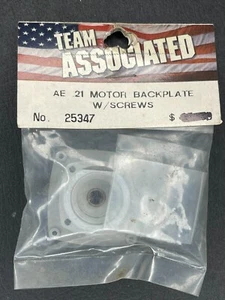 TEAM
ASSOCIATED
AE .21 MOTOR BACKPLATE
W/SCREWS
No. 25347 $